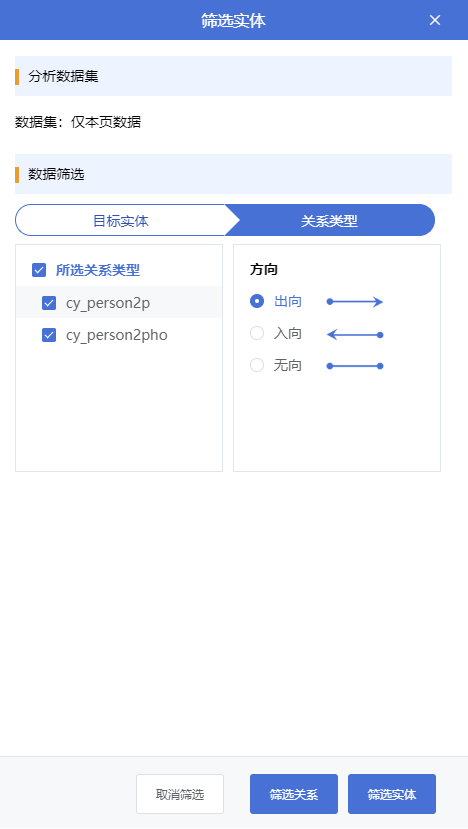 筛选实体
分析数据集
数据集：仅本页数据
数据筛选
目标实体
关系类型
所选关系类型
cy_person2p
cy_person2pho
方向
出向
入向
无向
取消筛选
筛选关系
筛选实体